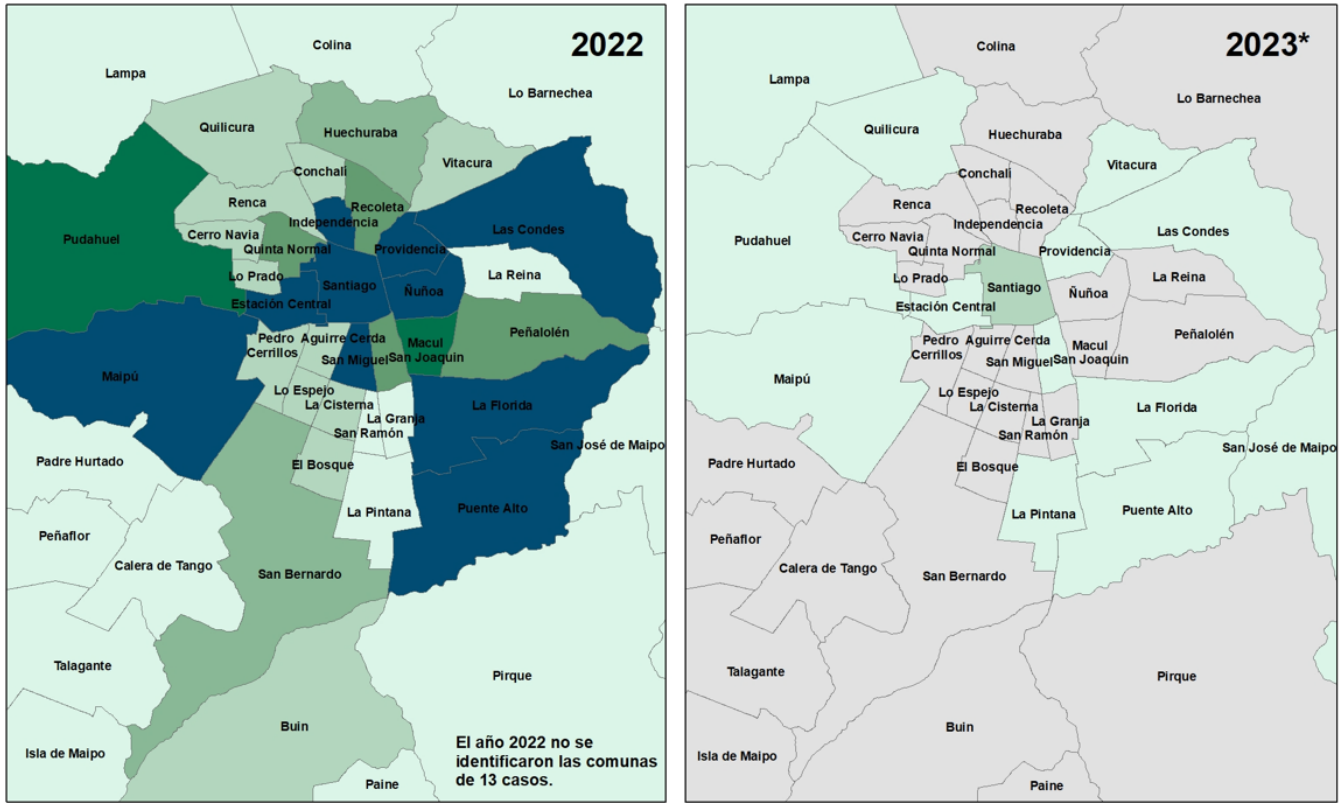 2022
Colina
Lampa
Lo Barnechea
Quilicura
Huechuraba
Vitacura
Conchalí
Renca
Recoleta
Independencia
Cerro Navia
Quinta Normal
Providencia
Las Condes
Pudahuel
La Reina
Lo Prado
Santiago
Ñuñoa
Estación Central
Peñalolén
Pedro Aguirre Cerda
Macul
Cerrillos
San Miguel
San Joaquin
Maipú
Lo Espejo
La Cisterna
La Florida
La Granja
San Ramón
San José de Maipo
Padre Hurtado
El Bosque
La Pintana
Puente Alto
Peñaflor
Calera de Tango
San Bernardo
Talagante
Pirque
Buin
Isla de Maipo
El año 2022 no se
identificaron las comunas
de 13 casos.
Paine
2023*
Colina
Lampa
Lo Barnechea
Quilicura
Huechuraba
Vitacura
Conchalí
Renca
Recoleta
Independencia
Las Condes
Cerro Navia
Pudahuel
Quinta Normal
Providencia
La Reina
Lo Prado
Santiago
Ñuñoa
Estación Central
Peñalolén
Pedro Aguirre Cerda
Macul
Cerrillos
San Miguel
San Joaquin
Maipú
Lo Espejo
La Cisterna
La Florida
La Granja
San Ramón
San José de Maipo
Padre Hurtado
El Bosque
La Pintana
Puente Alto
Peñaflor
Calera de Tango
San Bernardo
Talagante
Pirque
Buin
Isla de Maipo
Paine